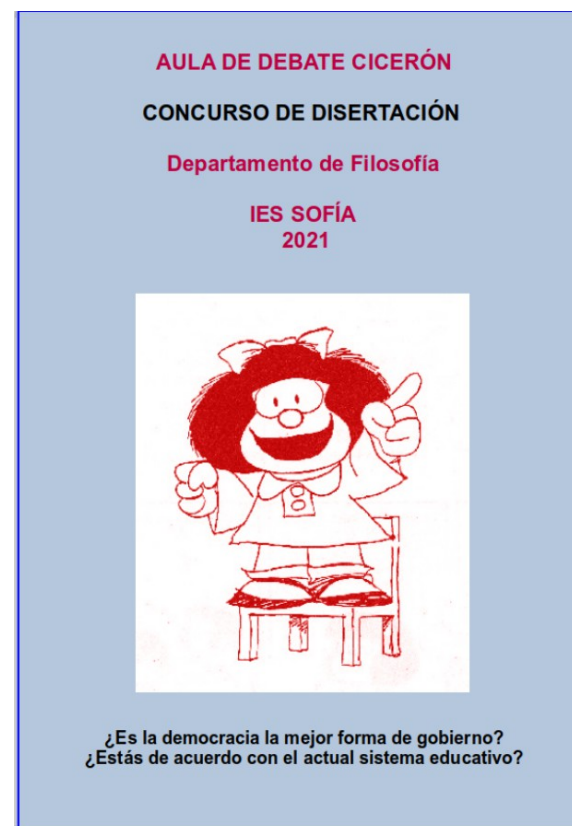 AULA DE DEBATE CICERÓN
CONCURSO DE DISERTACIÓN
Departamento de Filosofía
IES SOFÍA
2021
¿Es la democracia la mejor forma de gobierno?
¿Estás de acuerdo con el actual sistema educativo?